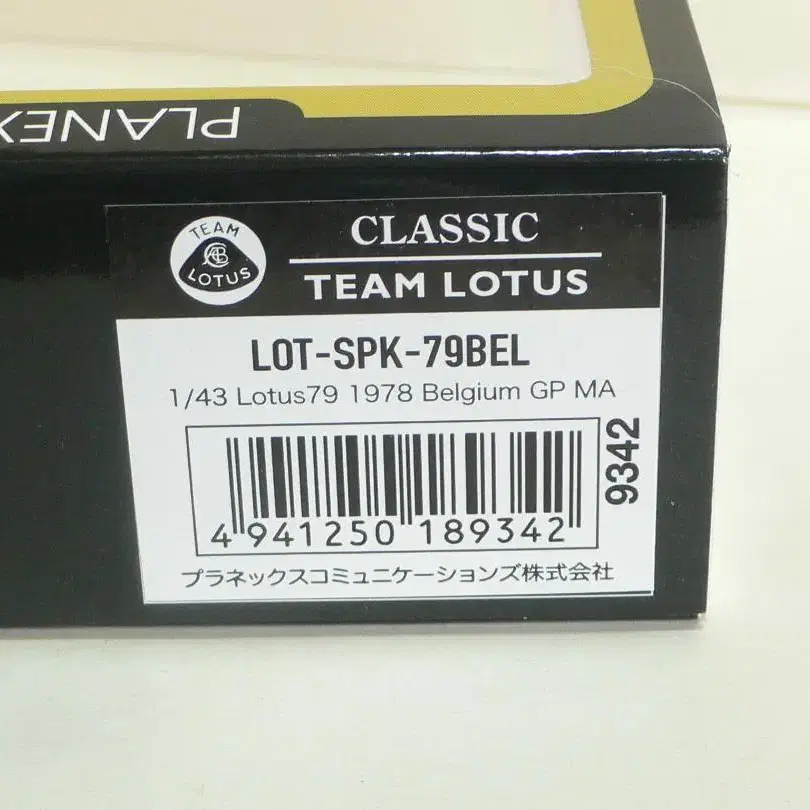 PLANEX
TEAM
ACBC
LOTUS
CLASSIC
TEAM LOTUS
LOT-SPK-79BEL
1/43 Lotus79 1978 Belgium GP MA
9342
4 941250 189342
プラネックスコミュニケーションズ株式会社